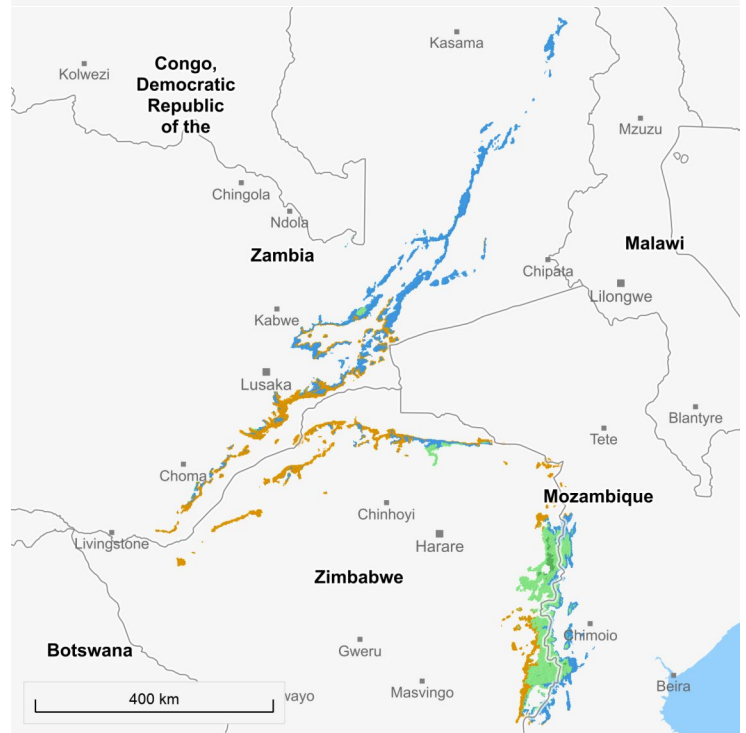 Kasama
Kolwezi
Congo,
Democratic
Republic
of the
Mzuzu
Chingola
Ndola
Zambia
Malawi
Chipata
Lilongwe
Kabwe
Lusaka
Blantyre
Tete
Choma
Mozambique
Chinhoyi
Livingstone
Harare
Zimbabwe
Chimoio
Botswana
Gweru
Beira
Masvingo
wayo
400 km